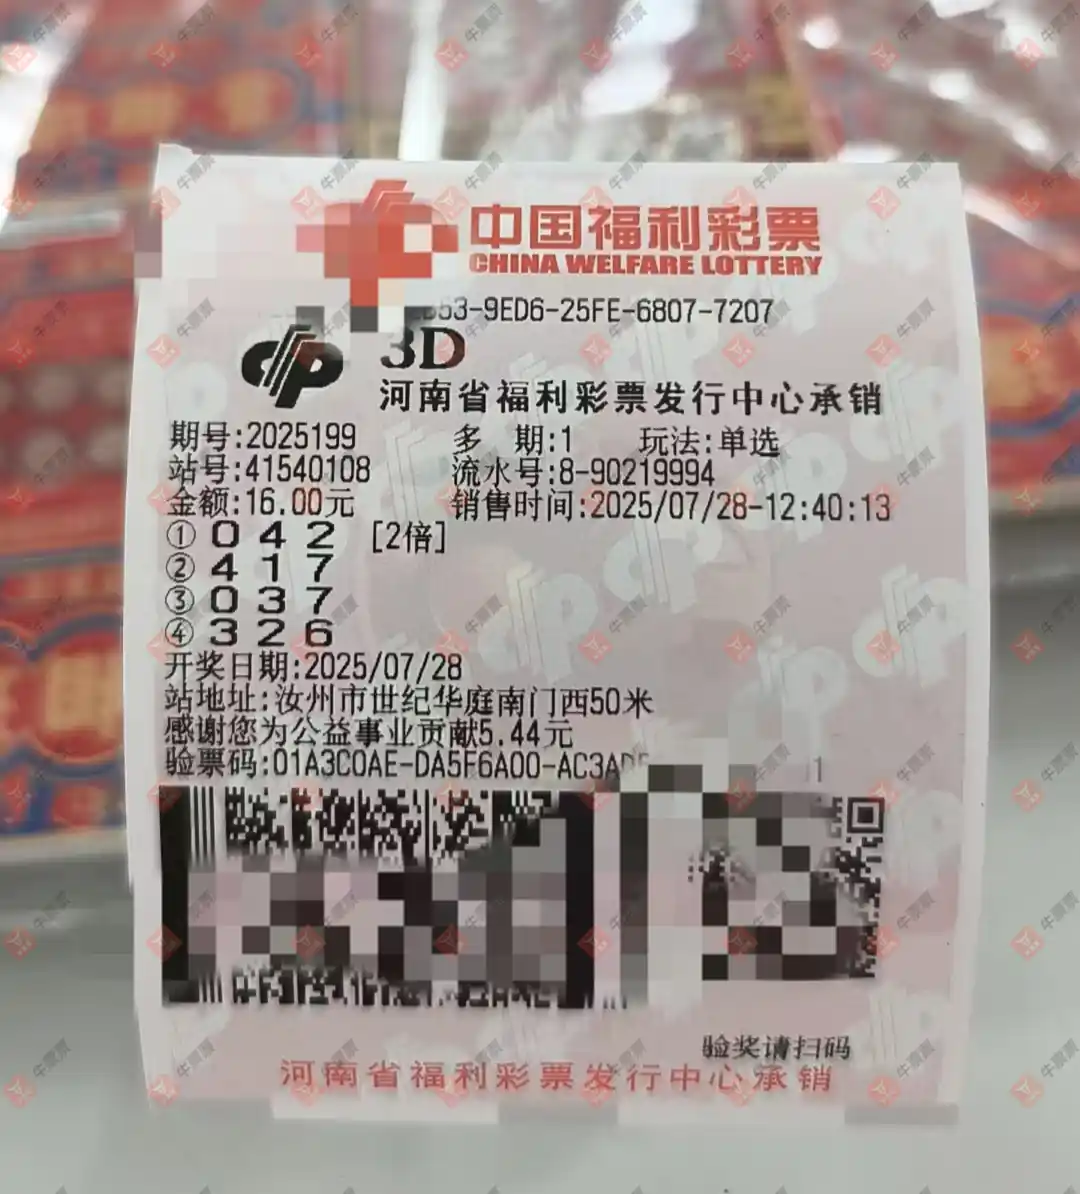 中国福利彩票
CHINA WELFARE LOTTERY
53-9ED6-25FE-6807-7207
3D
河南省福利彩票发行中心承销
期号:2025199 多 期:1 玩法:单选
站号:41540108 流水号:8-90219994
金额:16.00元 销售时间:2025/07/28-12:40:13
① 0 4 2 [2倍]
② 4 1 7
③ 0 3 7
④ 3 2 6
开奖日期:2025/07/28
站地址:汝州市世纪华庭南门西50米
感谢您为公益事业贡献5.44元
验票码:01A3C0AE-DA5F6A00-AC3AD
验奖请扫码
河南省福利彩票发行中心承销
牛票票